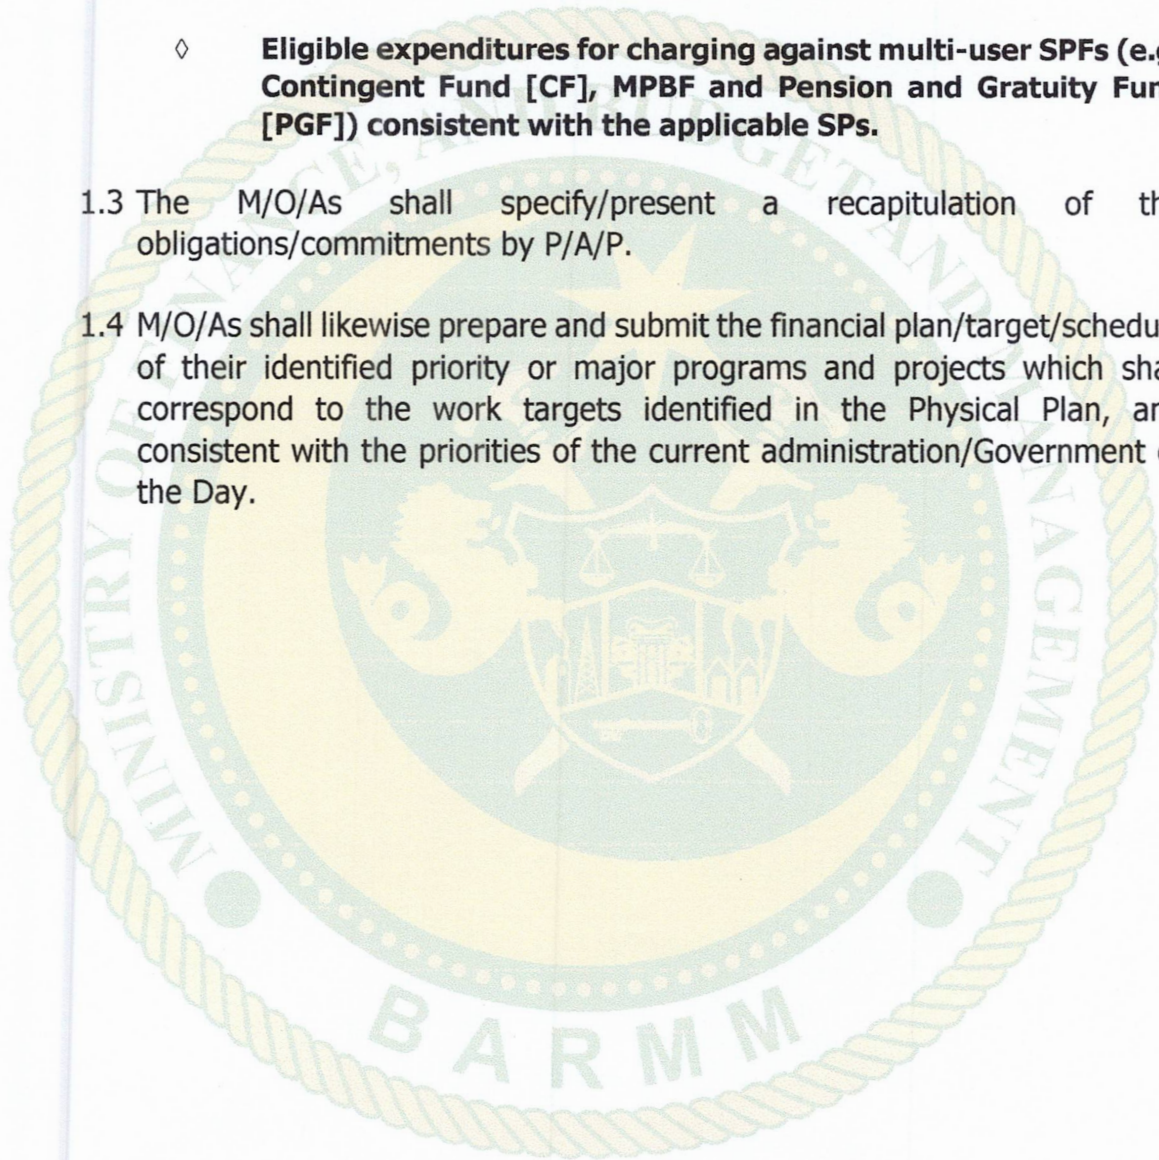 ◊ Eligible expenditures for charging against multi-user SPFs (e.g
Contingent Fund [CF], MPBF and Pension and Gratuity Fun
[PGF]) consistent with the applicable SPs.
1.3 The M/O/As shall specify/present a recapitulation of th
obligations/commitments by P/A/P.
1.4 M/O/As shall likewise prepare and submit the financial plan/target/schedu
of their identified priority or major programs and projects which sha
correspond to the work targets identified in the Physical Plan, an
consistent with the priorities of the current administration/Government
the Day.
MINISTRY OF FINANCE, AND BUDGET AND MANAGEMENT
BARMM